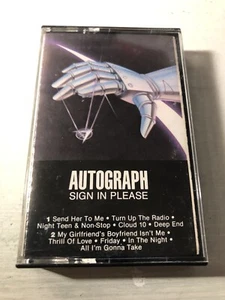 AUTOGRAPH
SIGN IN PLEASE
1 Send Her To Me • Turn Up The Radio •
Night Teen & Non-Stop • Cloud 10 • Deep End
2 My Girlfriend's Boyfriend Isn't Me •
Thrill Of Love • Friday • In The Night •
All I'm Gonna Take